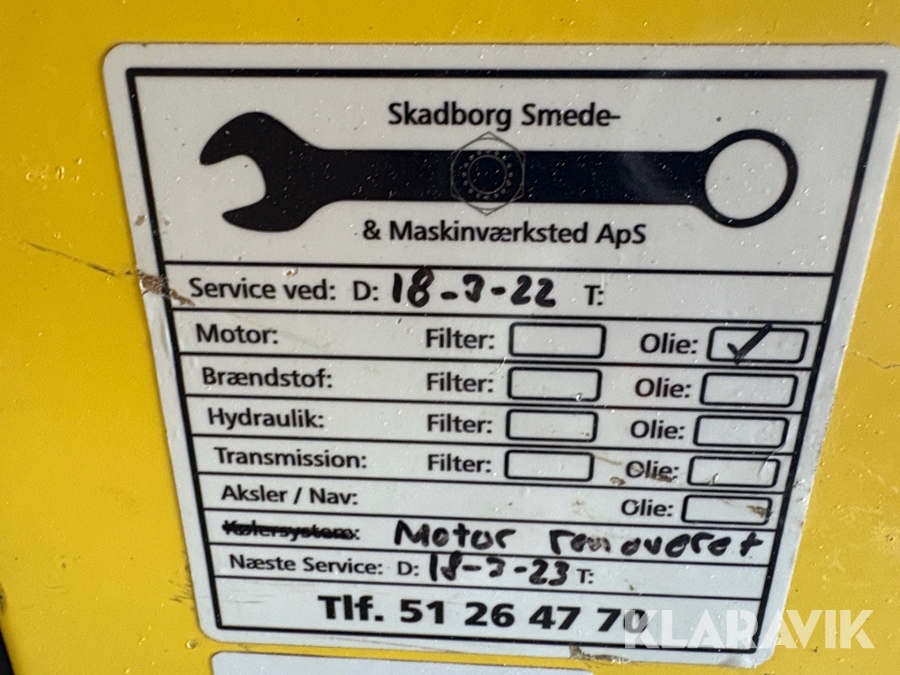 Skadborg Smede-
& Maskinværksted ApS
Service ved: D: 18-3-22 T:
Motor: Filter: Olie: ✓
Brændstof: Filter: Olie:
Hydraulik: Filter: Olie:
Transmission: Filter: Olie:
Aksler / Nav: Olie:
Kølersystem: Motor renoveret
Næste Service: D: 18-3-23 T:
Tlf. 51 26 47 70
KLARAVIK